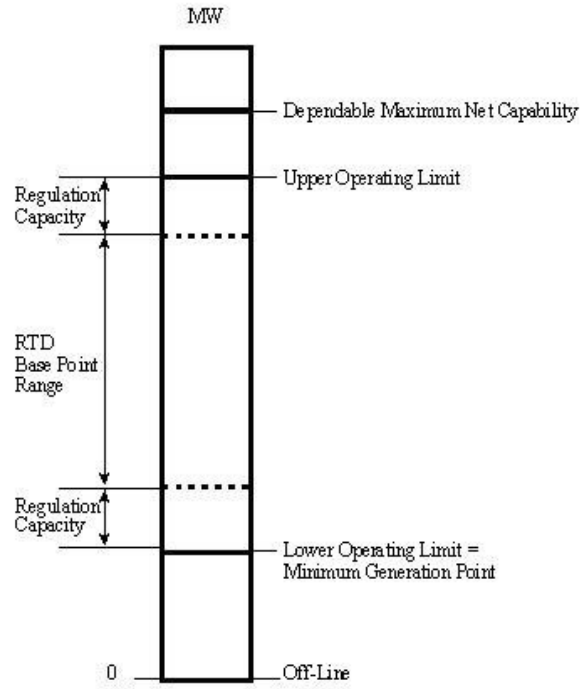 MW
Dependable Maximum Net Capability
Upper Operating Limit
Regulation
Capacity
RTD
Base Point
Range
Regulation
Capacity
Lower Operating Limit =
Minimum Generation Point
0
Off-Line